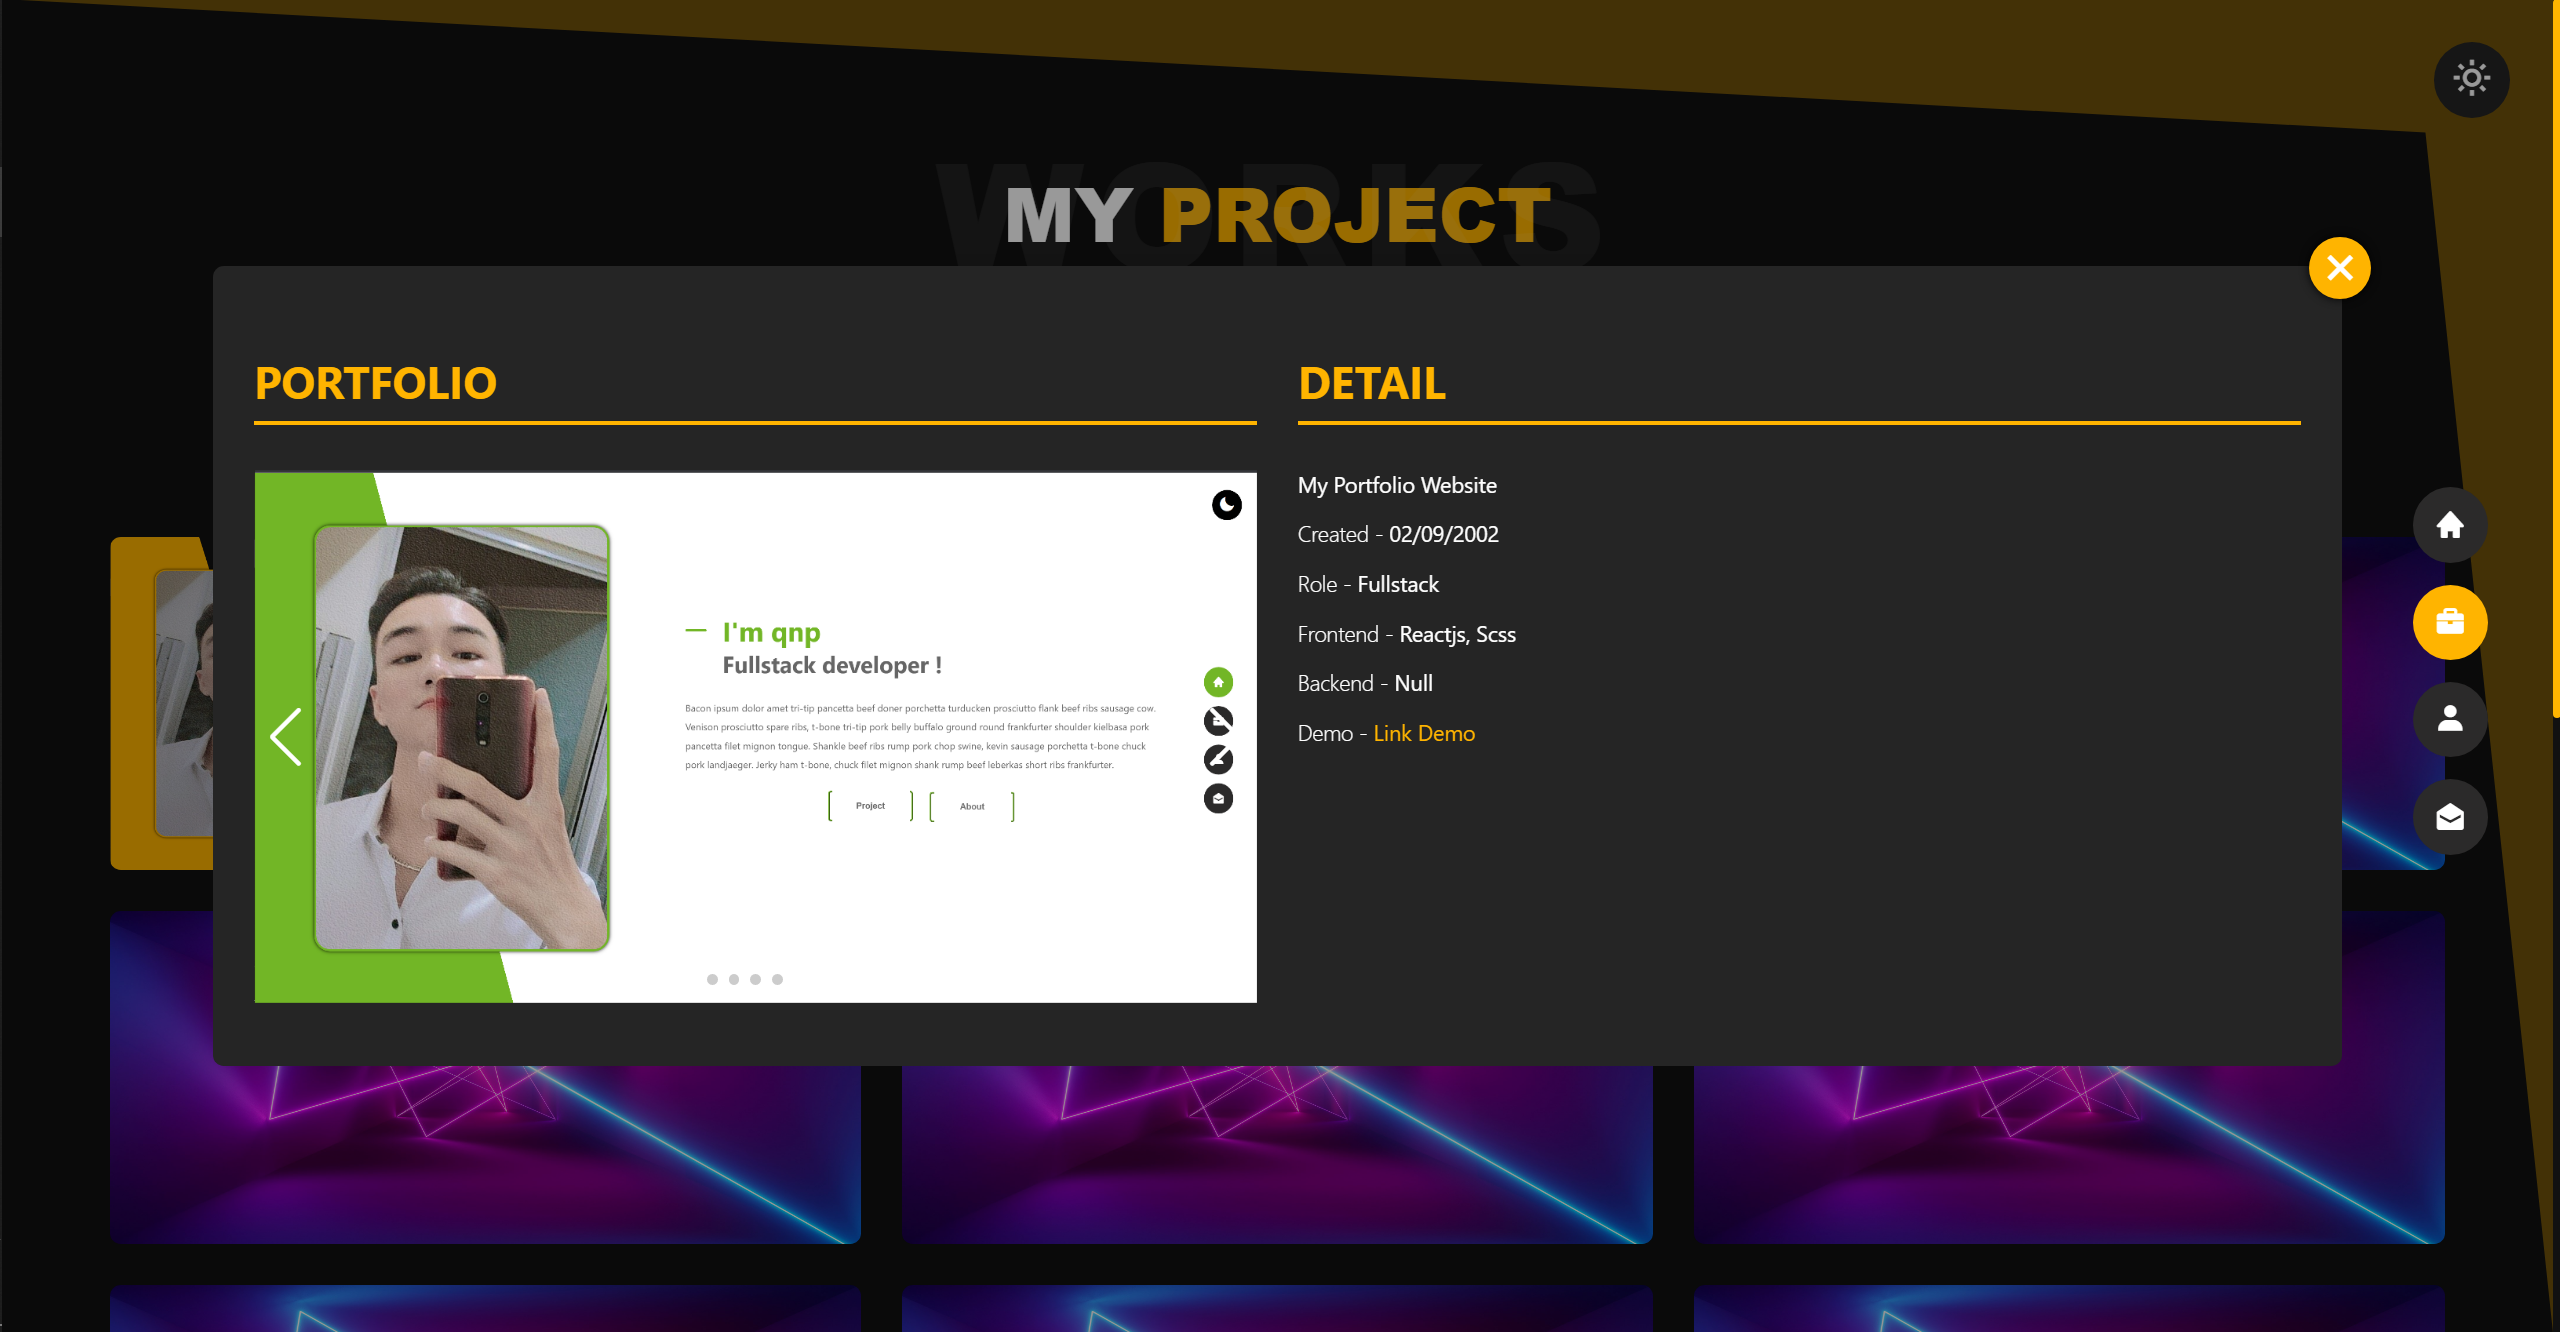 WORKS
MY PROJECT
PORTFOLIO
I'm qnp
Fullstack developer !
Bacon ipsum dolor amet tri-tip pancetta beef doner porchetta turducken prosciutto flank beef ribs sausage cow.
Venison prosciutto spare ribs, t-bone tri-tip pork belly buffalo ground round frankfurter shoulder kielbasa pork
pancetta filet mignon tongue. Shankle beef ribs rump pork chop swine, kevin sausage porchetta t-bone chuck
pork landjaeger. Jerky ham t-bone, chuck filet mignon shank rump beef leberkas short ribs frankfurter.
Project About
DETAIL
My Portfolio Website
Created - 02/09/2002
Role - Fullstack
Frontend - Reactjs, Scss
Backend - Null
Demo - Link Demo